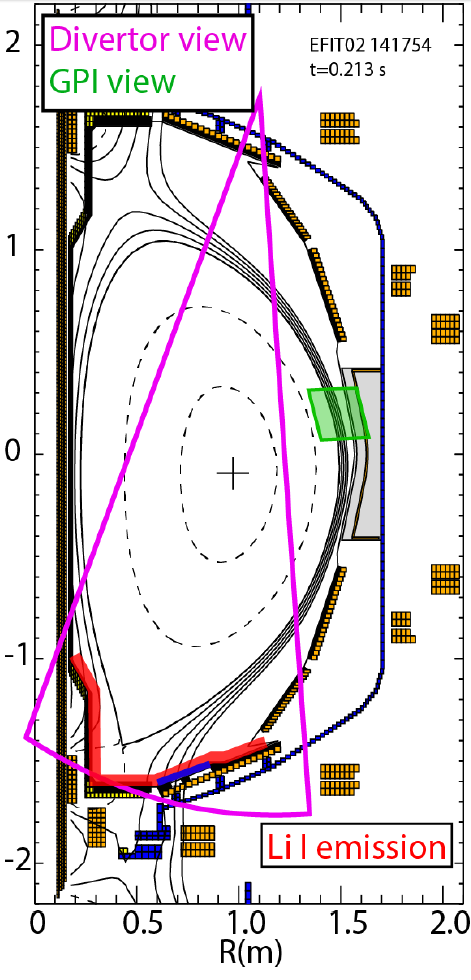 Divertor view
GPI view
EFIT02 141754
t=0.213 s
2
1
0
-1
-2
Li I emission
0 0.5 1.0 1.5 2.0
R(m)